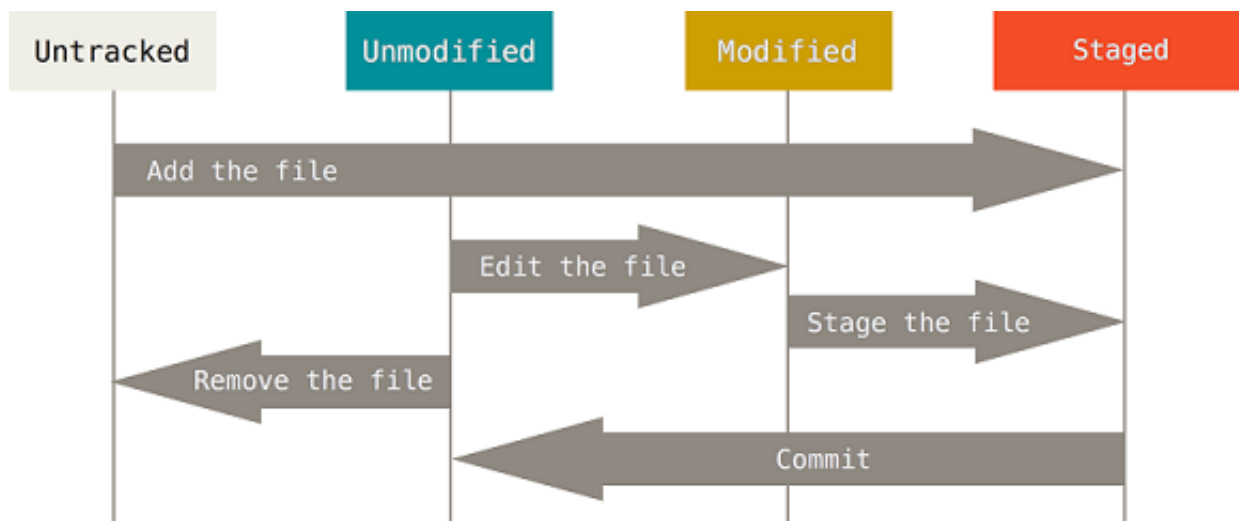 Untracked
Unmodified
Modified
Staged
Add the file
Edit the file
Stage the file
Remove the file
Commit